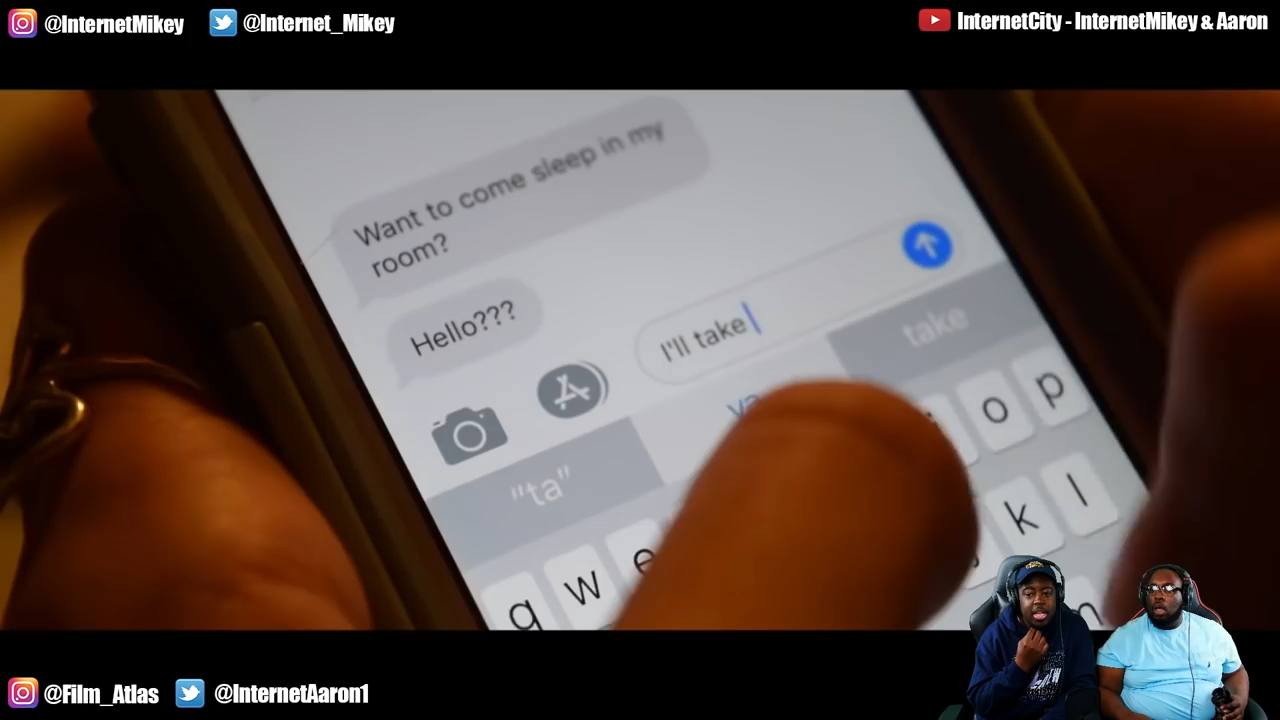 @InternetMikey @Internet_Mikey InternetCity - InternetMikey & Aaron
Want to come sleep in my
room?
Hello???
I'll take
"ta" take
q w e o p
k l
@Film_Atlas @InternetAaron1